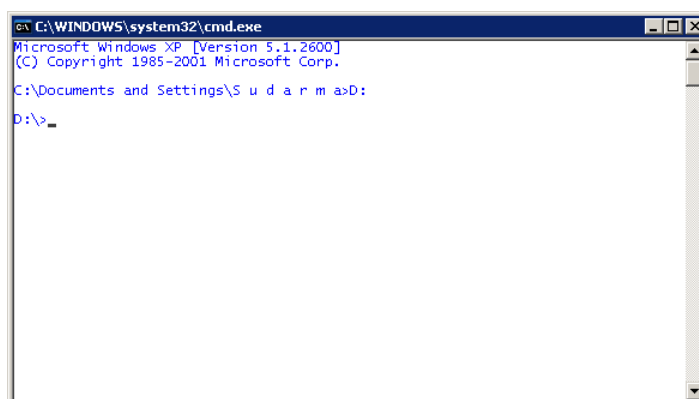 C:\WINDOWS\system32\cmd.exe
Microsoft Windows XP [Version 5.1.2600]
(C) Copyright 1985-2001 Microsoft Corp.
C:\Documents and Settings\S u d a r m a>D:
D:\>_